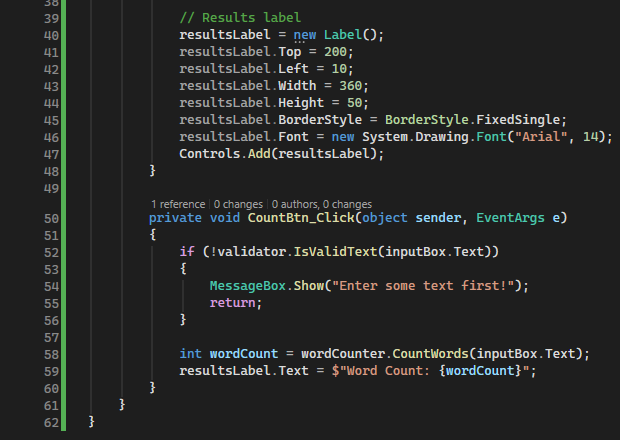 38
39 // Results label
40 resultsLabel = new Label();
41 resultsLabel.Top = 200;
42 resultsLabel.Left = 10;
43 resultsLabel.Width = 360;
44 resultsLabel.Height = 50;
45 resultsLabel.BorderStyle = BorderStyle.FixedSingle;
46 resultsLabel.Font = new System.Drawing.Font("Arial", 14);
47 Controls.Add(resultsLabel);
48 }
49
1 reference | 0 changes | 0 authors, 0 changes
50 private void CountBtn_Click(object sender, EventArgs e)
51 {
52 if (!validator.IsValidText(inputBox.Text))
53 {
54 MessageBox.Show("Enter some text first!");
55 return;
56 }
57
58 int wordCount = wordCounter.CountWords(inputBox.Text);
59 resultsLabel.Text = $"Word Count: {wordCount}";
60 }
61 }
62 }